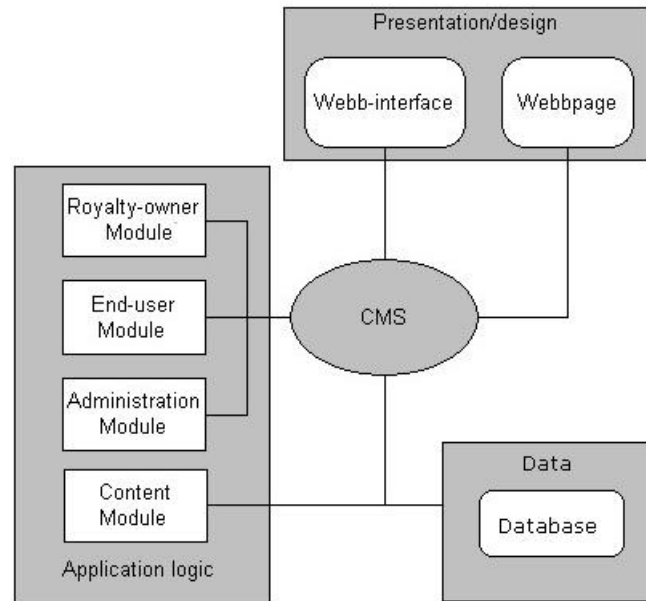 Presentation/design
Webb-interface
Webbpage
Royalty-owner
Module
End-user
Module
CMS
Administration
Module
Content
Module
Application logic
Data
Database